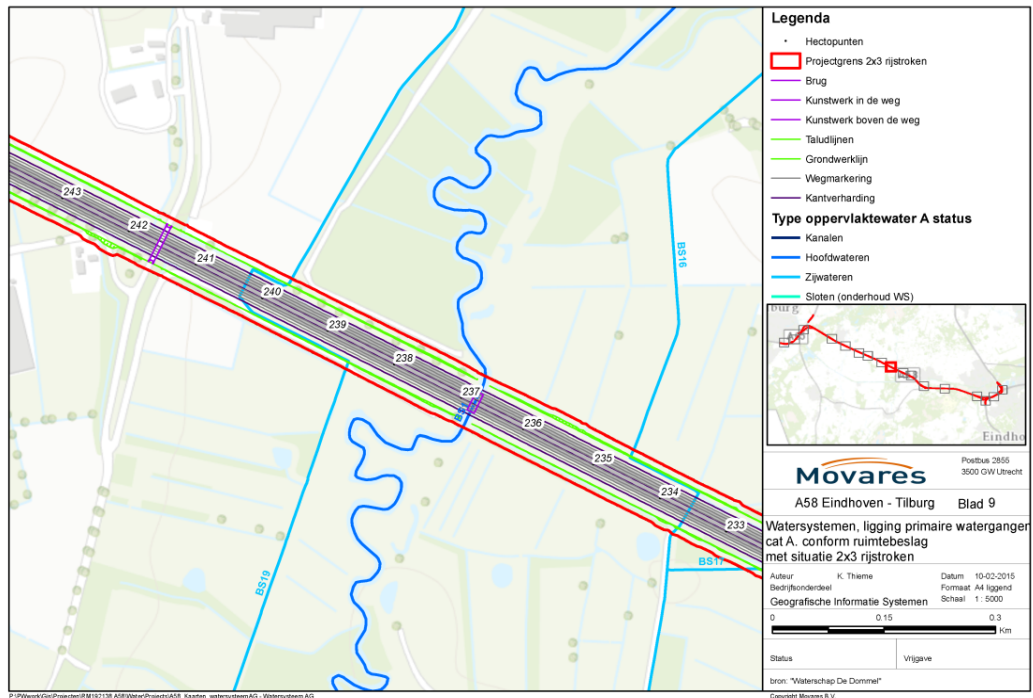 243
242
241
240
239
238
237
236
235
234
233
BS16
BS17
BS19
Legenda
Hectopunten
Projectgrens 2x3 rijstroken
Brug
Kunstwerk in de weg
Kunstwerk boven de weg
Taludlijnen
Grondwerklijn
Wegmarkering
Kantverharding
Type oppervlaktewater A status
Kanalen
Hoofdwateren
Zijwateren
Sloten (onderhoud WS)
Eindho
Movares
Postbus 2855
3500 GW Utrecht
A58 Eindhoven - Tilburg Blad 9
Watersystemen, ligging primaire watergangen
cat A. conform ruimtebeslag
met situatie 2x3 rijstroken
Auteur K. Thieme Datum 10-02-2015
Bedrijfsonderdeel Formaat A4 liggend
Geografische Informatie Systemen Schaal 1 : 5000
0 0.15 0.3
Km
Status Vrijgave
bron: "Waterschap De Dommel"
Copyright Movares B.V.